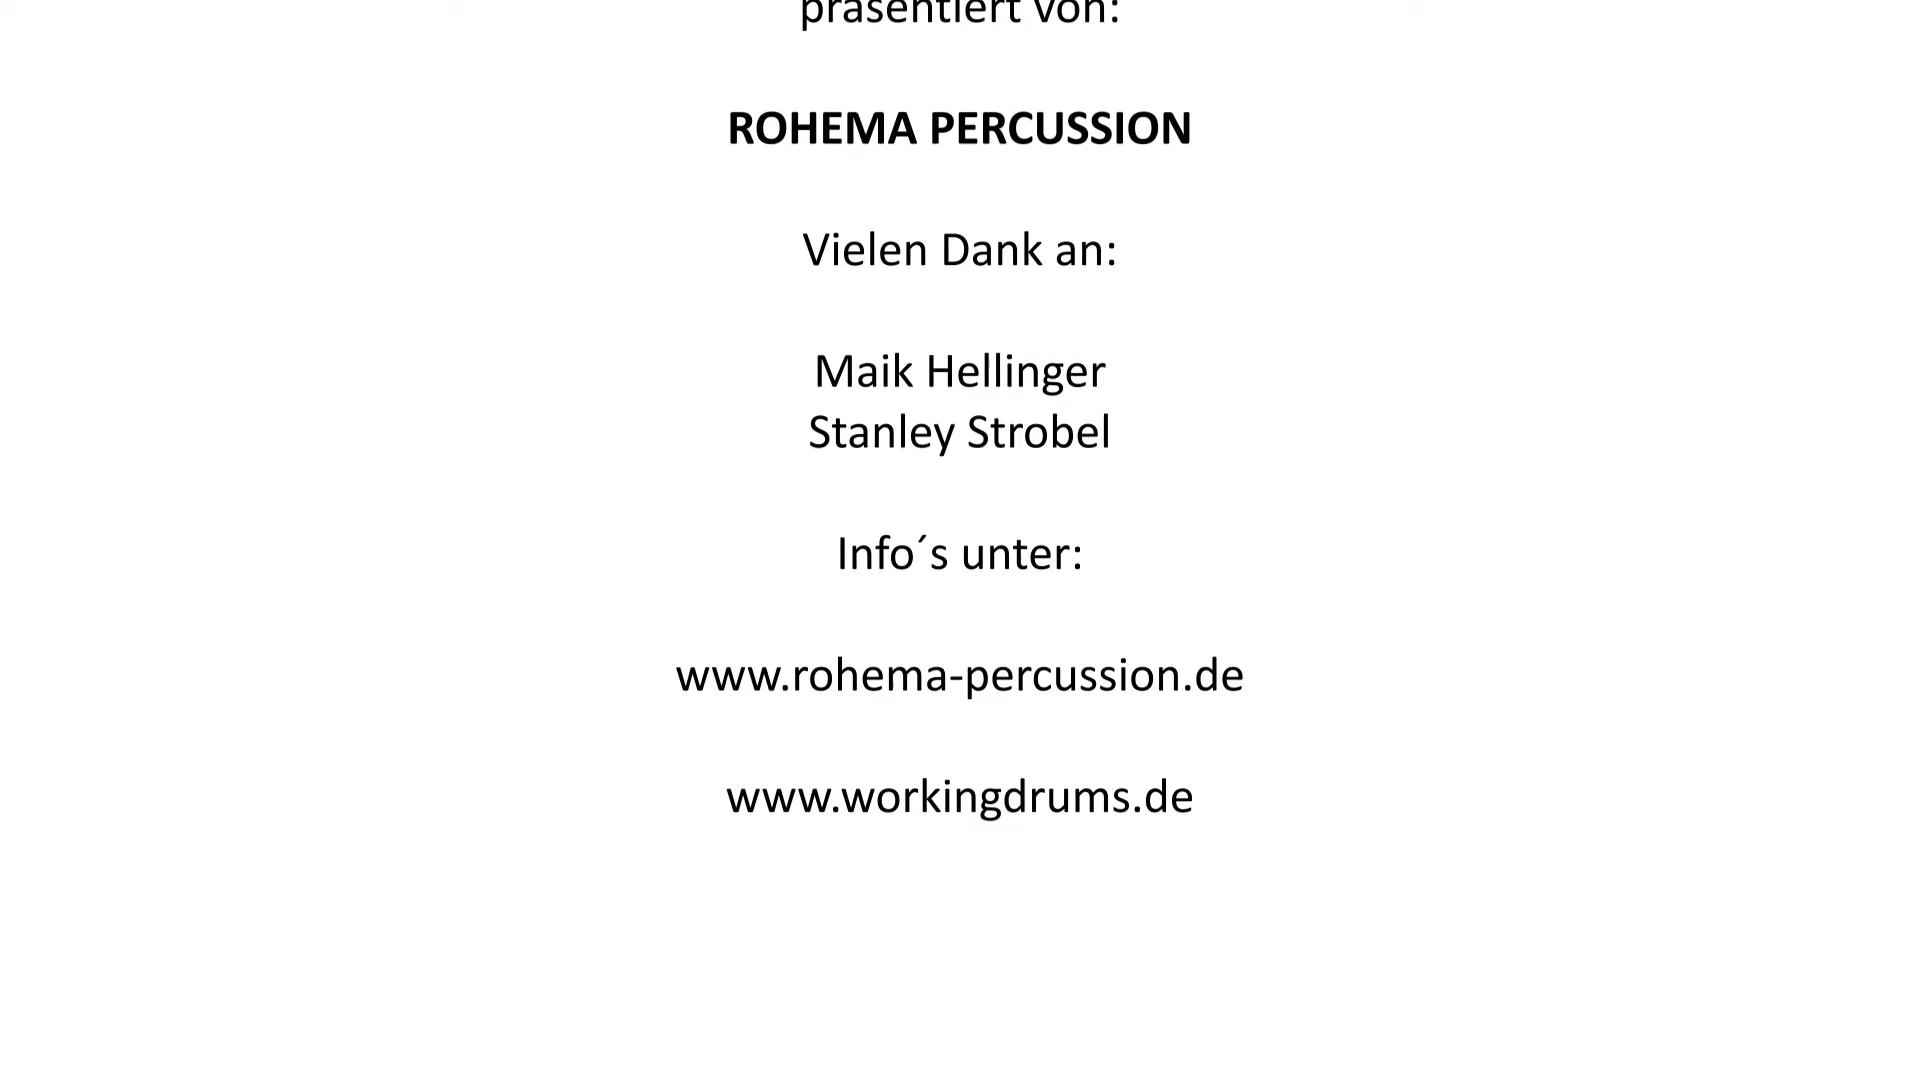 präsentiert von:
ROHEMA PERCUSSION
Vielen Dank an:
Maik Hellinger
Stanley Strobel
Info´s unter:
www.rohema-percussion.de
www.workingdrums.de